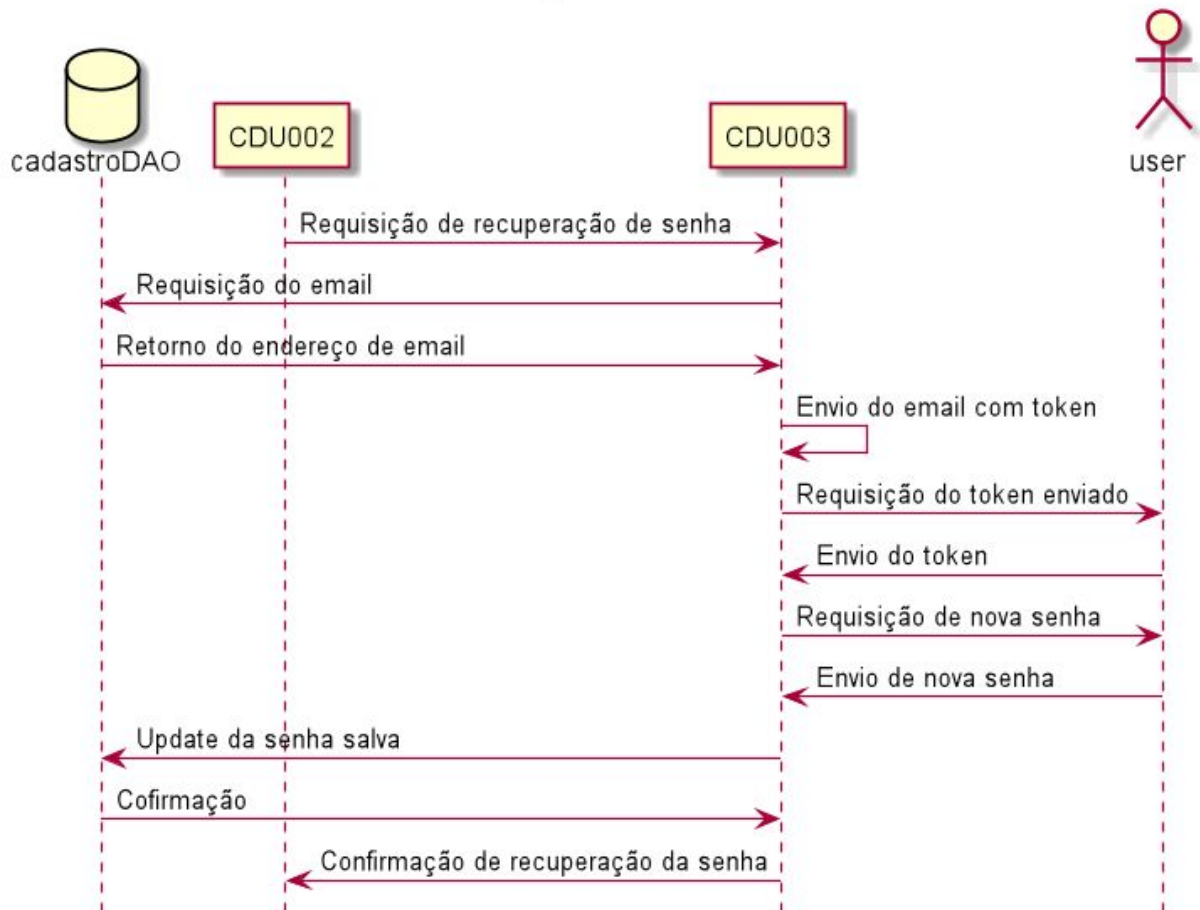 cadastroDAO
CDU002
CDU003
user
Requisição de recuperação de senha
Requisição do email
Retorno do endereço de email
Envio do email com token
Requisição do token enviado
Envio do token
Requisição de nova senha
Envio de nova senha
Update da senha salva
Cofirmação
Confirmação de recuperação da senha